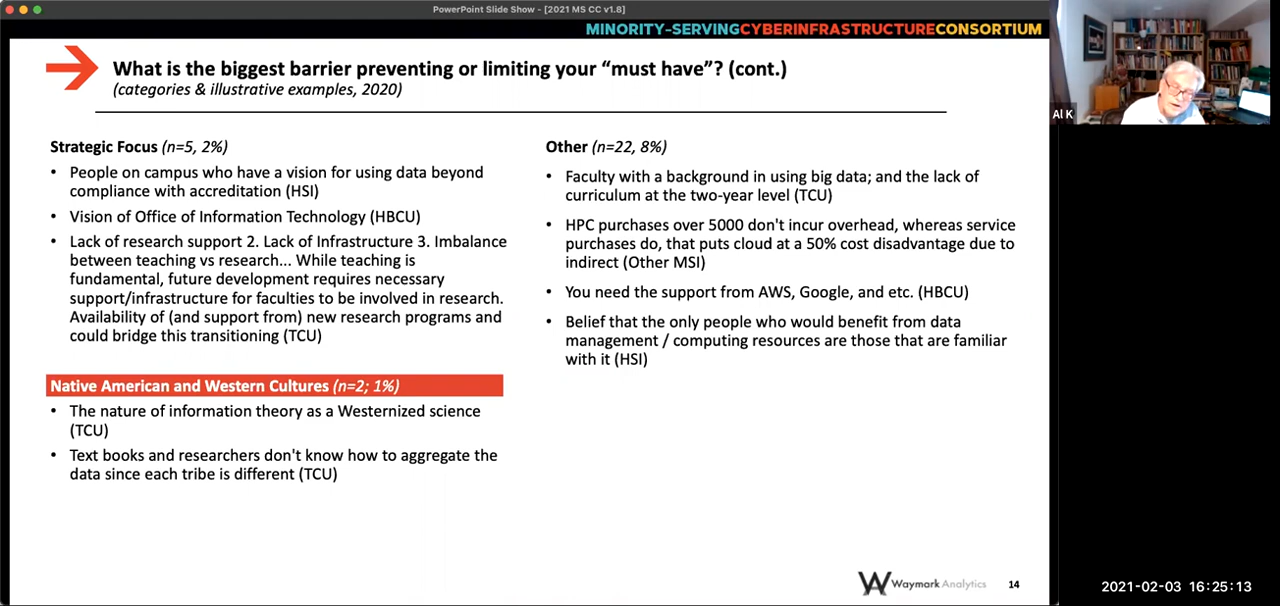 PowerPoint Slide Show - [2021 MS CC v1.8]
MINORITY-SERVINGCYBERINFRASTRUCTURECONSORTIUM
What is the biggest barrier preventing or limiting your “must have”? (cont.)
(categories & illustrative examples, 2020)
Strategic Focus (n=5, 2%)
• People on campus who have a vision for using data beyond
compliance with accreditation (HSI)
• Vision of Office of Information Technology (HBCU)
• Lack of research support 2. Lack of Infrastructure 3. Imbalance
between teaching vs research... While teaching is
fundamental, future development requires necessary
support/infrastructure for faculties to be involved in research.
Availability of (and support from) new research programs and
could bridge this transitioning (TCU)
Native American and Western Cultures (n=2; 1%)
• The nature of information theory as a Westernized science
(TCU)
• Text books and researchers don't know how to aggregate the
data since each tribe is different (TCU)
Other (n=22, 8%)
• Faculty with a background in using big data; and the lack of
curriculum at the two-year level (TCU)
• HPC purchases over 5000 don't incur overhead, whereas service
purchases do, that puts cloud at a 50% cost disadvantage due to
indirect (Other MSI)
• You need the support from AWS, Google, and etc. (HBCU)
• Belief that the only people who would benefit from data
management / computing resources are those that are familiar
with it (HSI)
Waymark Analytics
14
Al K
2021-02-03 16:25:13